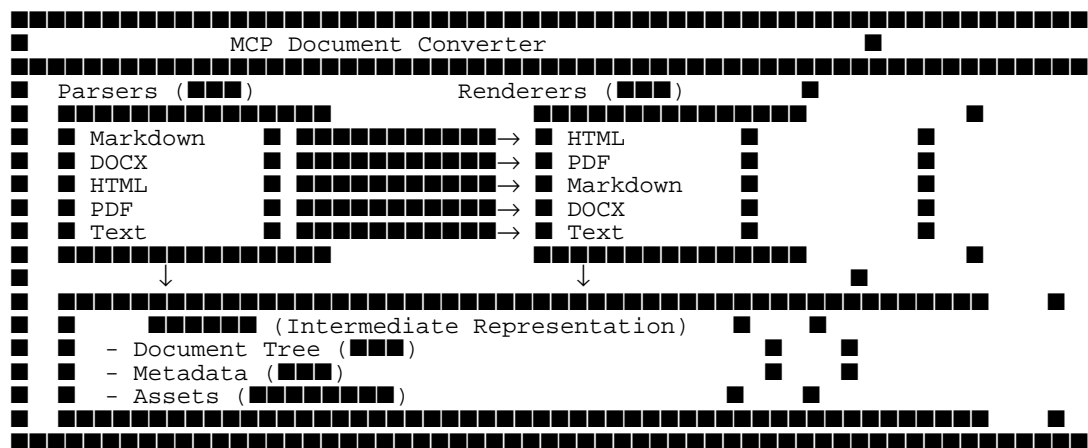 MCP Document Converter
Parsers (■■■) Renderers (■■■)
Markdown → HTML
DOCX → PDF
HTML → Markdown
PDF → DOCX
Text → Text
↓ ↓
■■■■■■ (Intermediate Representation)
- Document Tree (■■■)
- Metadata (■■■)
- Assets (■■■■■■■■)